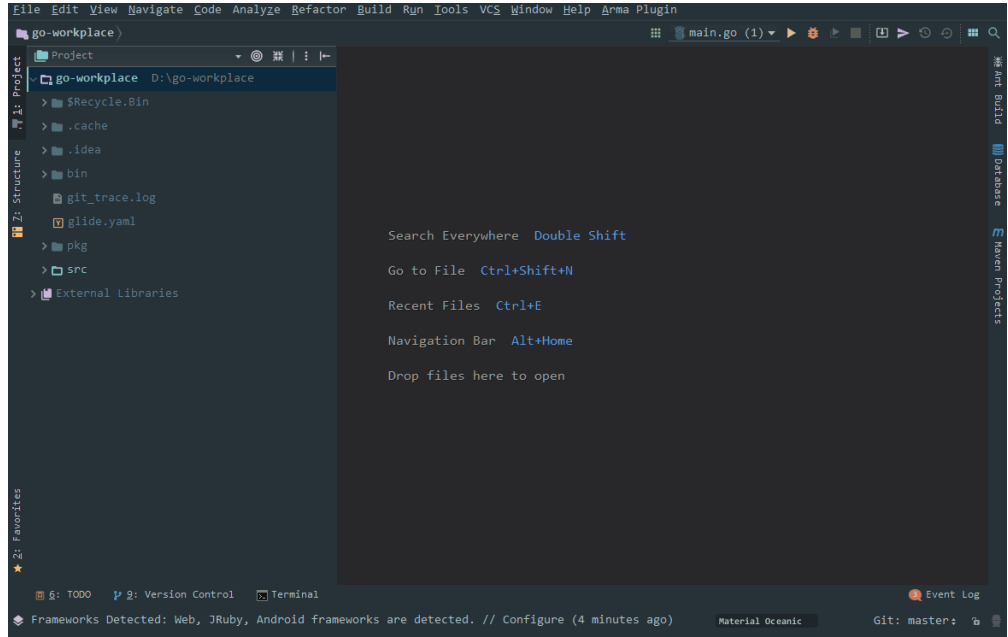 File Edit View Navigate Code Analyze Refactor Build Run Tools VCS Window Help Arma Plugin
go-workplace
main.go (1)
1: Project
Project
go-workplace D:\go-workplace
$Recycle.Bin
.cache
.idea
bin
git_trace.log
glide.yaml
pkg
src
External Libraries
7: Structure
2: Favorites
Search Everywhere Double Shift
Go to File Ctrl+Shift+N
Recent Files Ctrl+E
Navigation Bar Alt+Home
Drop files here to open
Ant Build
Database
m Maven Projects
6: TODO
9: Version Control
Terminal
3 Event Log
Frameworks Detected: Web, JRuby, Android frameworks are detected. // Configure (4 minutes ago)
Material Oceanic
Git: master